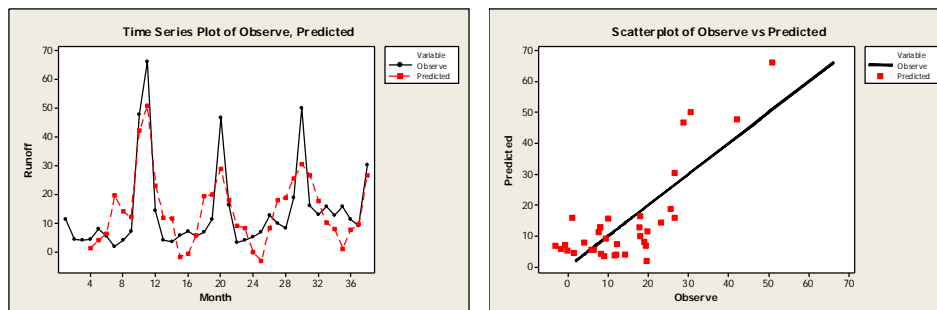 Time Series Plot of Observe, Predicted
Variable
Observe
Predicted
Runoff
70
60
50
40
30
20
10
0
4 8 12 16 20 24 28 32 36
Month
Scatterplot of Observe vs Predicted
Variable
Observe
Predicted
Predicted
70
60
50
40
30
20
10
0
0 10 20 30 40 50 60 70
Observe